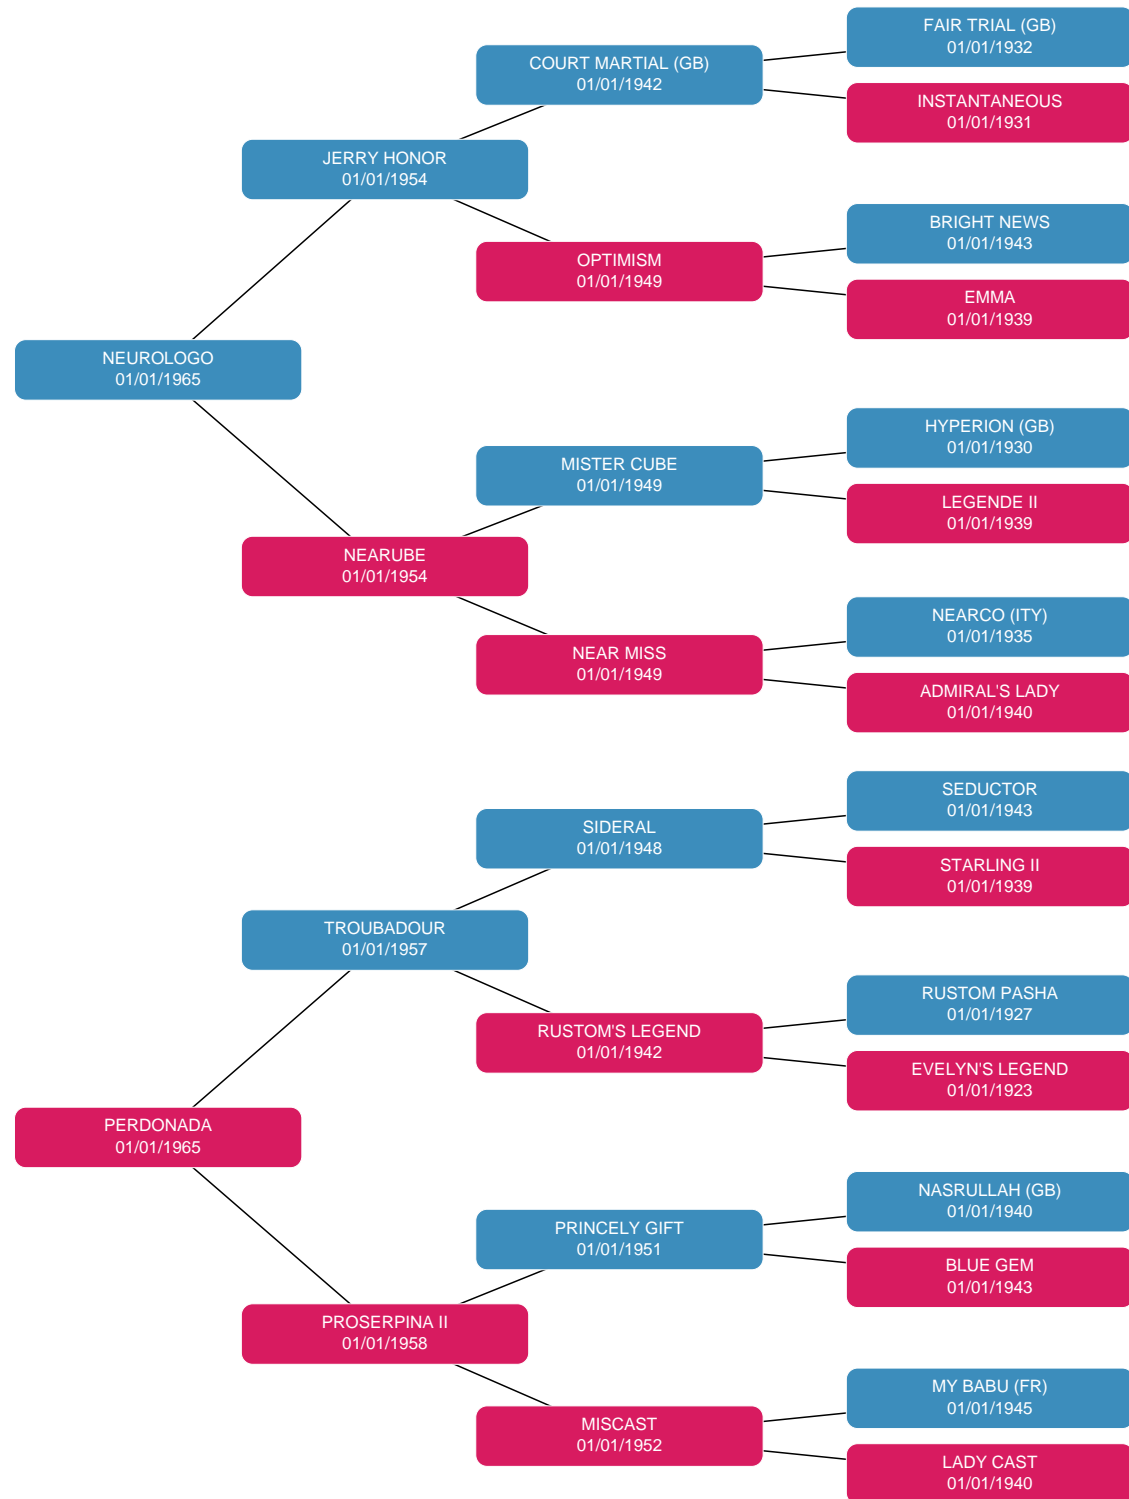 FAIR TRIAL (GB)
01/01/1932
COURT MARTIAL (GB)
01/01/1942
INSTANTANEOUS
01/01/1931
JERRY HONOR
01/01/1954
BRIGHT NEWS
01/01/1943
OPTIMISM
01/01/1949
EMMA
01/01/1939
NEUROLOGO
01/01/1965
HYPERION (GB)
01/01/1930
MISTER CUBE
01/01/1949
LEGENDE II
01/01/1939
NEARUBE
01/01/1954
NEARCO (ITY)
01/01/1935
NEAR MISS
01/01/1949
ADMIRAL'S LADY
01/01/1940
SEDUCTOR
01/01/1943
SIDERAL
01/01/1948
STARLING II
01/01/1939
TROUBADOUR
01/01/1957
RUSTOM PASHA
01/01/1927
RUSTOM'S LEGEND
01/01/1942
EVELYN'S LEGEND
01/01/1923
PERDONADA
01/01/1965
NASRULLAH (GB)
01/01/1940
PRINCELY GIFT
01/01/1951
BLUE GEM
01/01/1943
PROSERPINA II
01/01/1958
MY BABU (FR)
01/01/1945
MISCAST
01/01/1952
LADY CAST
01/01/1940